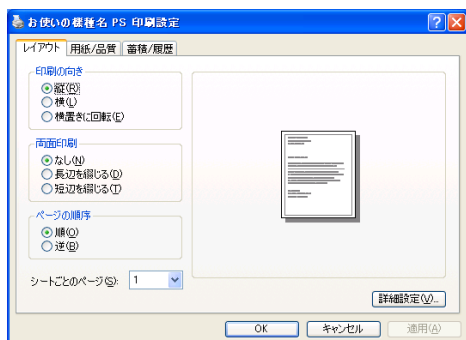 お使いの機種名 PS 印刷設定
レイアウト 用紙/品質 蓄積/履歴
印刷の向き
縦(R)
横(L)
横置きに回転(E)
両面印刷
なし(N)
長辺を綴じる(D)
短辺を綴じる(T)
ページの順序
順(O)
逆(B)
シートごとのページ(S): 1
詳細設定(V)...
OK キャンセル 適用(A)